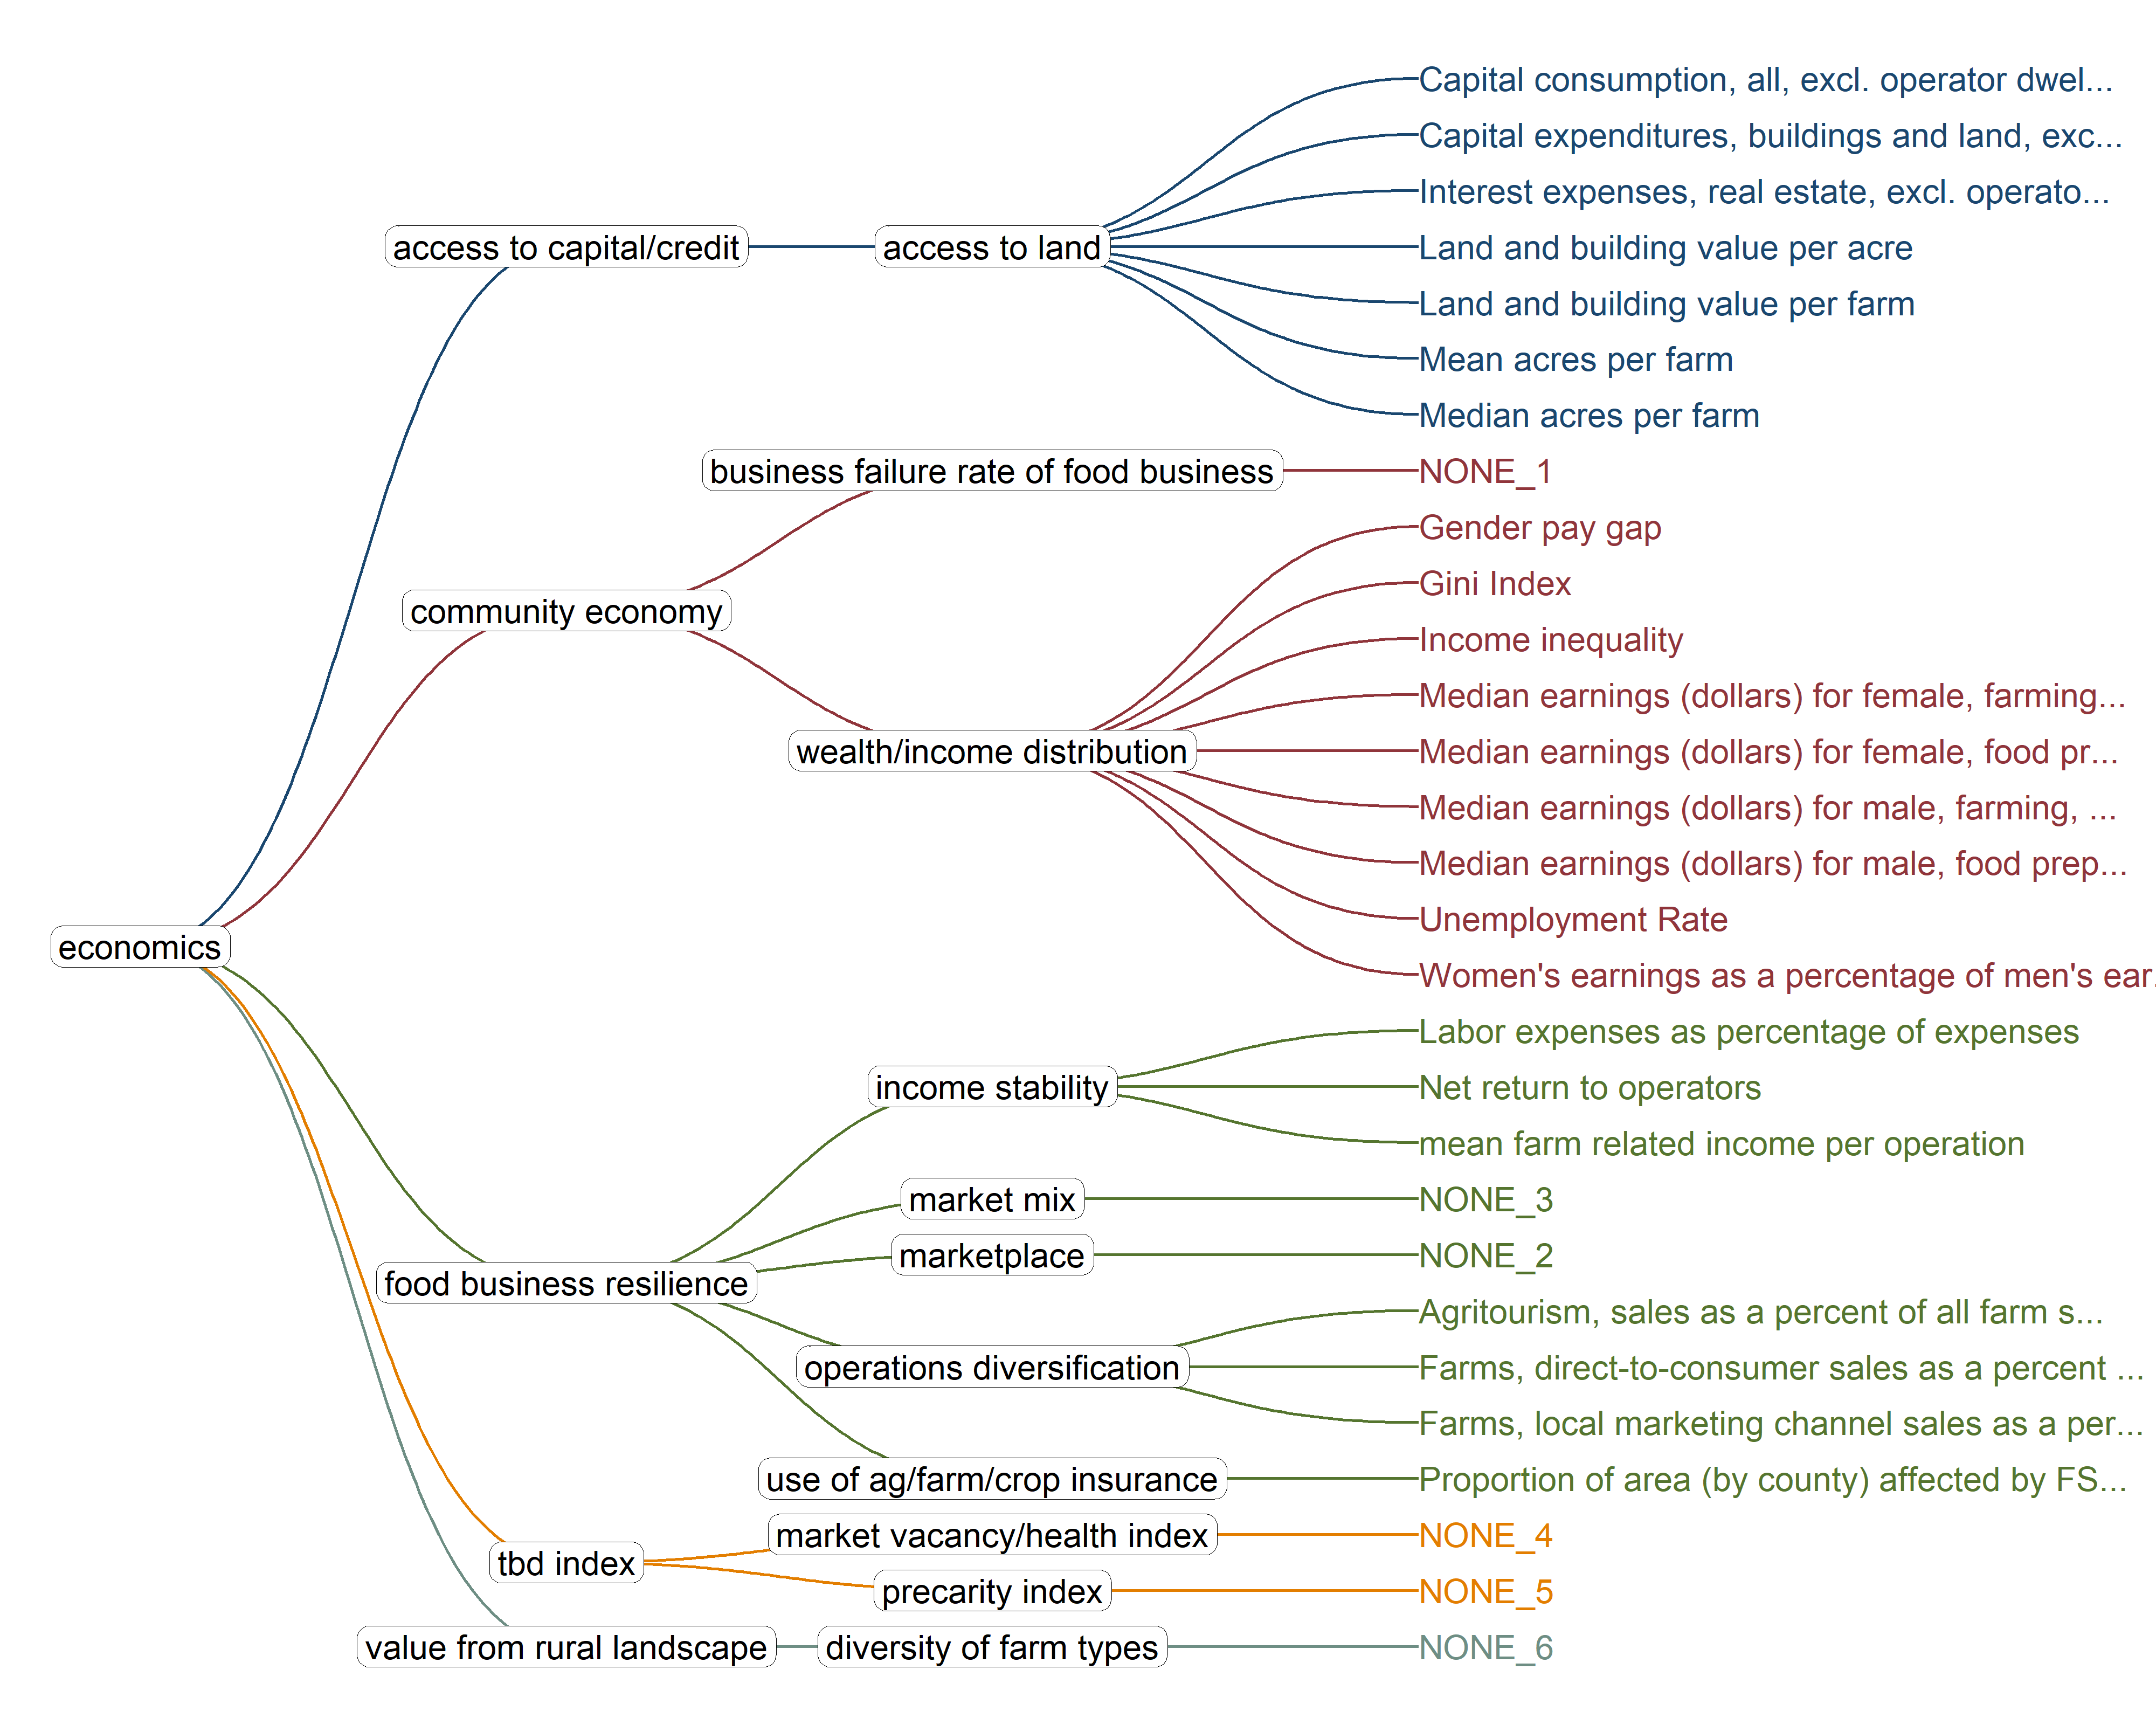 Capital consumption, all, excl. operator dwel...
Capital expenditures, buildings and land, exc...
Interest expenses, real estate, excl. operato...
access to capital/credit
access to land
Land and building value per acre
Land and building value per farm
Mean acres per farm
Median acres per farm
business failure rate of food business
NONE_1
Gender pay gap
Gini Index
community economy
Income inequality
Median earnings (dollars) for female, farming...
wealth/income distribution
Median earnings (dollars) for female, food pr...
Median earnings (dollars) for male, farming, ...
Median earnings (dollars) for male, food prep...
Unemployment Rate
economics
Women's earnings as a percentage of men's ear.
Labor expenses as percentage of expenses
income stability
Net return to operators
mean farm related income per operation
market mix
NONE_3
marketplace
NONE_2
food business resilience
Agritourism, sales as a percent of all farm s...
operations diversification
Farms, direct-to-consumer sales as a percent ...
Farms, local marketing channel sales as a per...
use of ag/farm/crop insurance
Proportion of area (by county) affected by FS...
market vacancy/health index
NONE_4
tbd index
precarity index
NONE_5
value from rural landscape
diversity of farm types
NONE_6